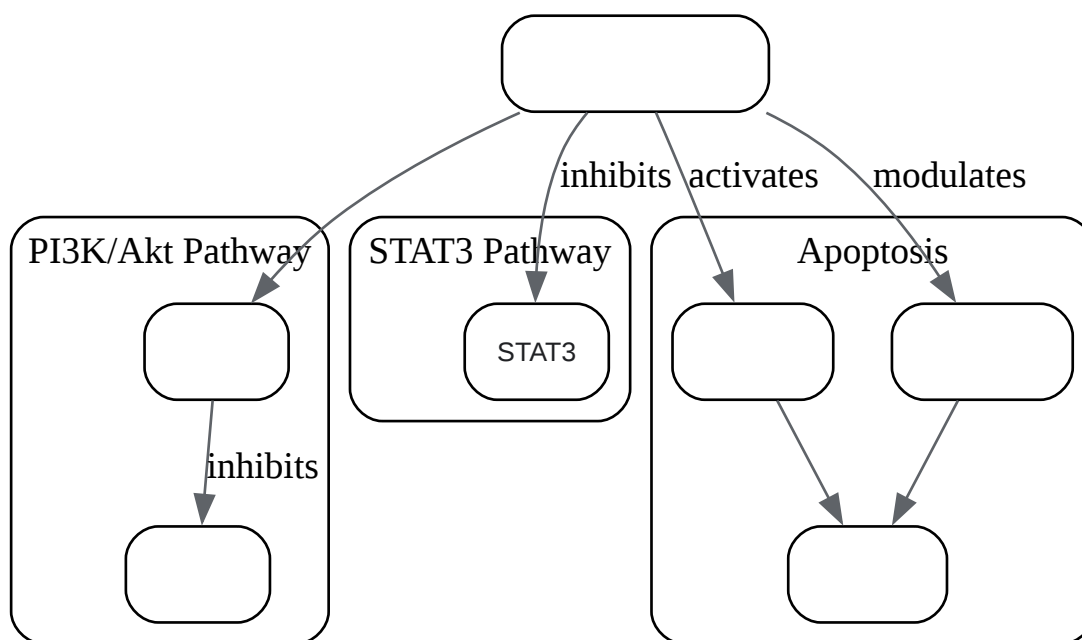 inhibits
activates
modulates
PI3K/Akt Pathway
STAT3 Pathway
Apoptosis
STAT3
inhibits